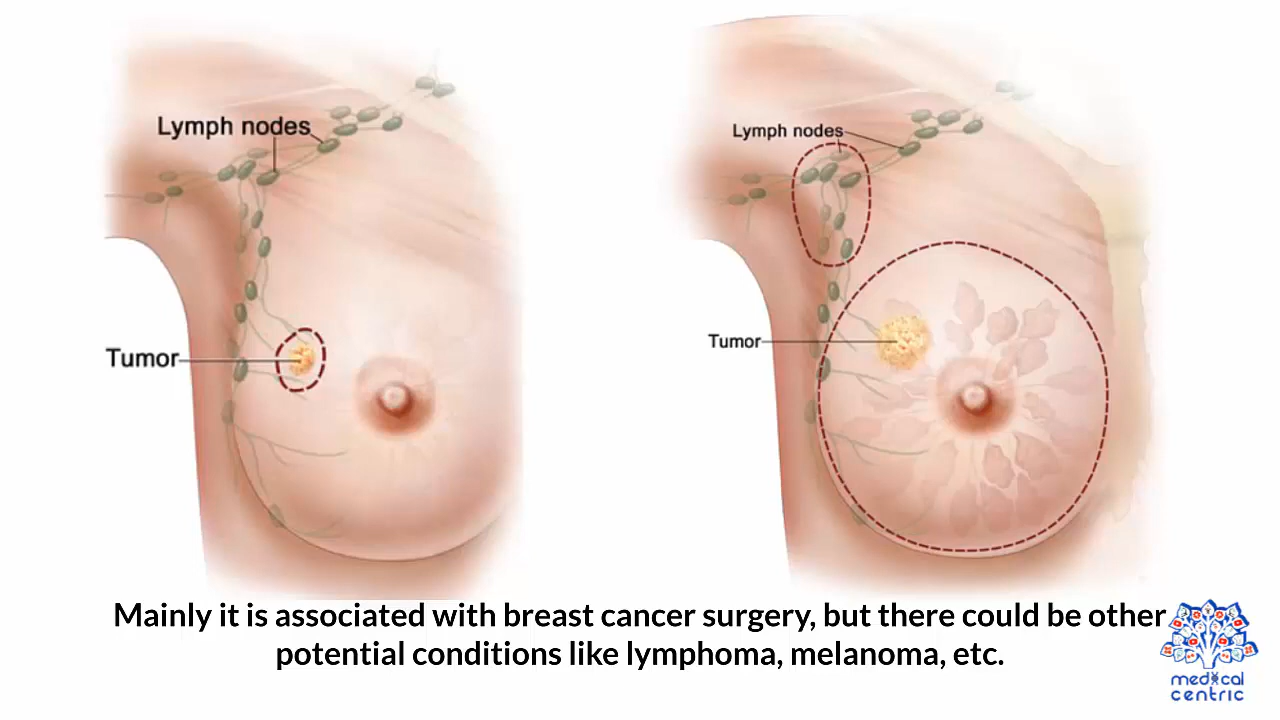 Lymph nodes
Lymph nodes
Tumor
Tumor
Mainly it is associated with breast cancer surgery, but there could be other
potential conditions like lymphoma, melanoma, etc.
medical
centric